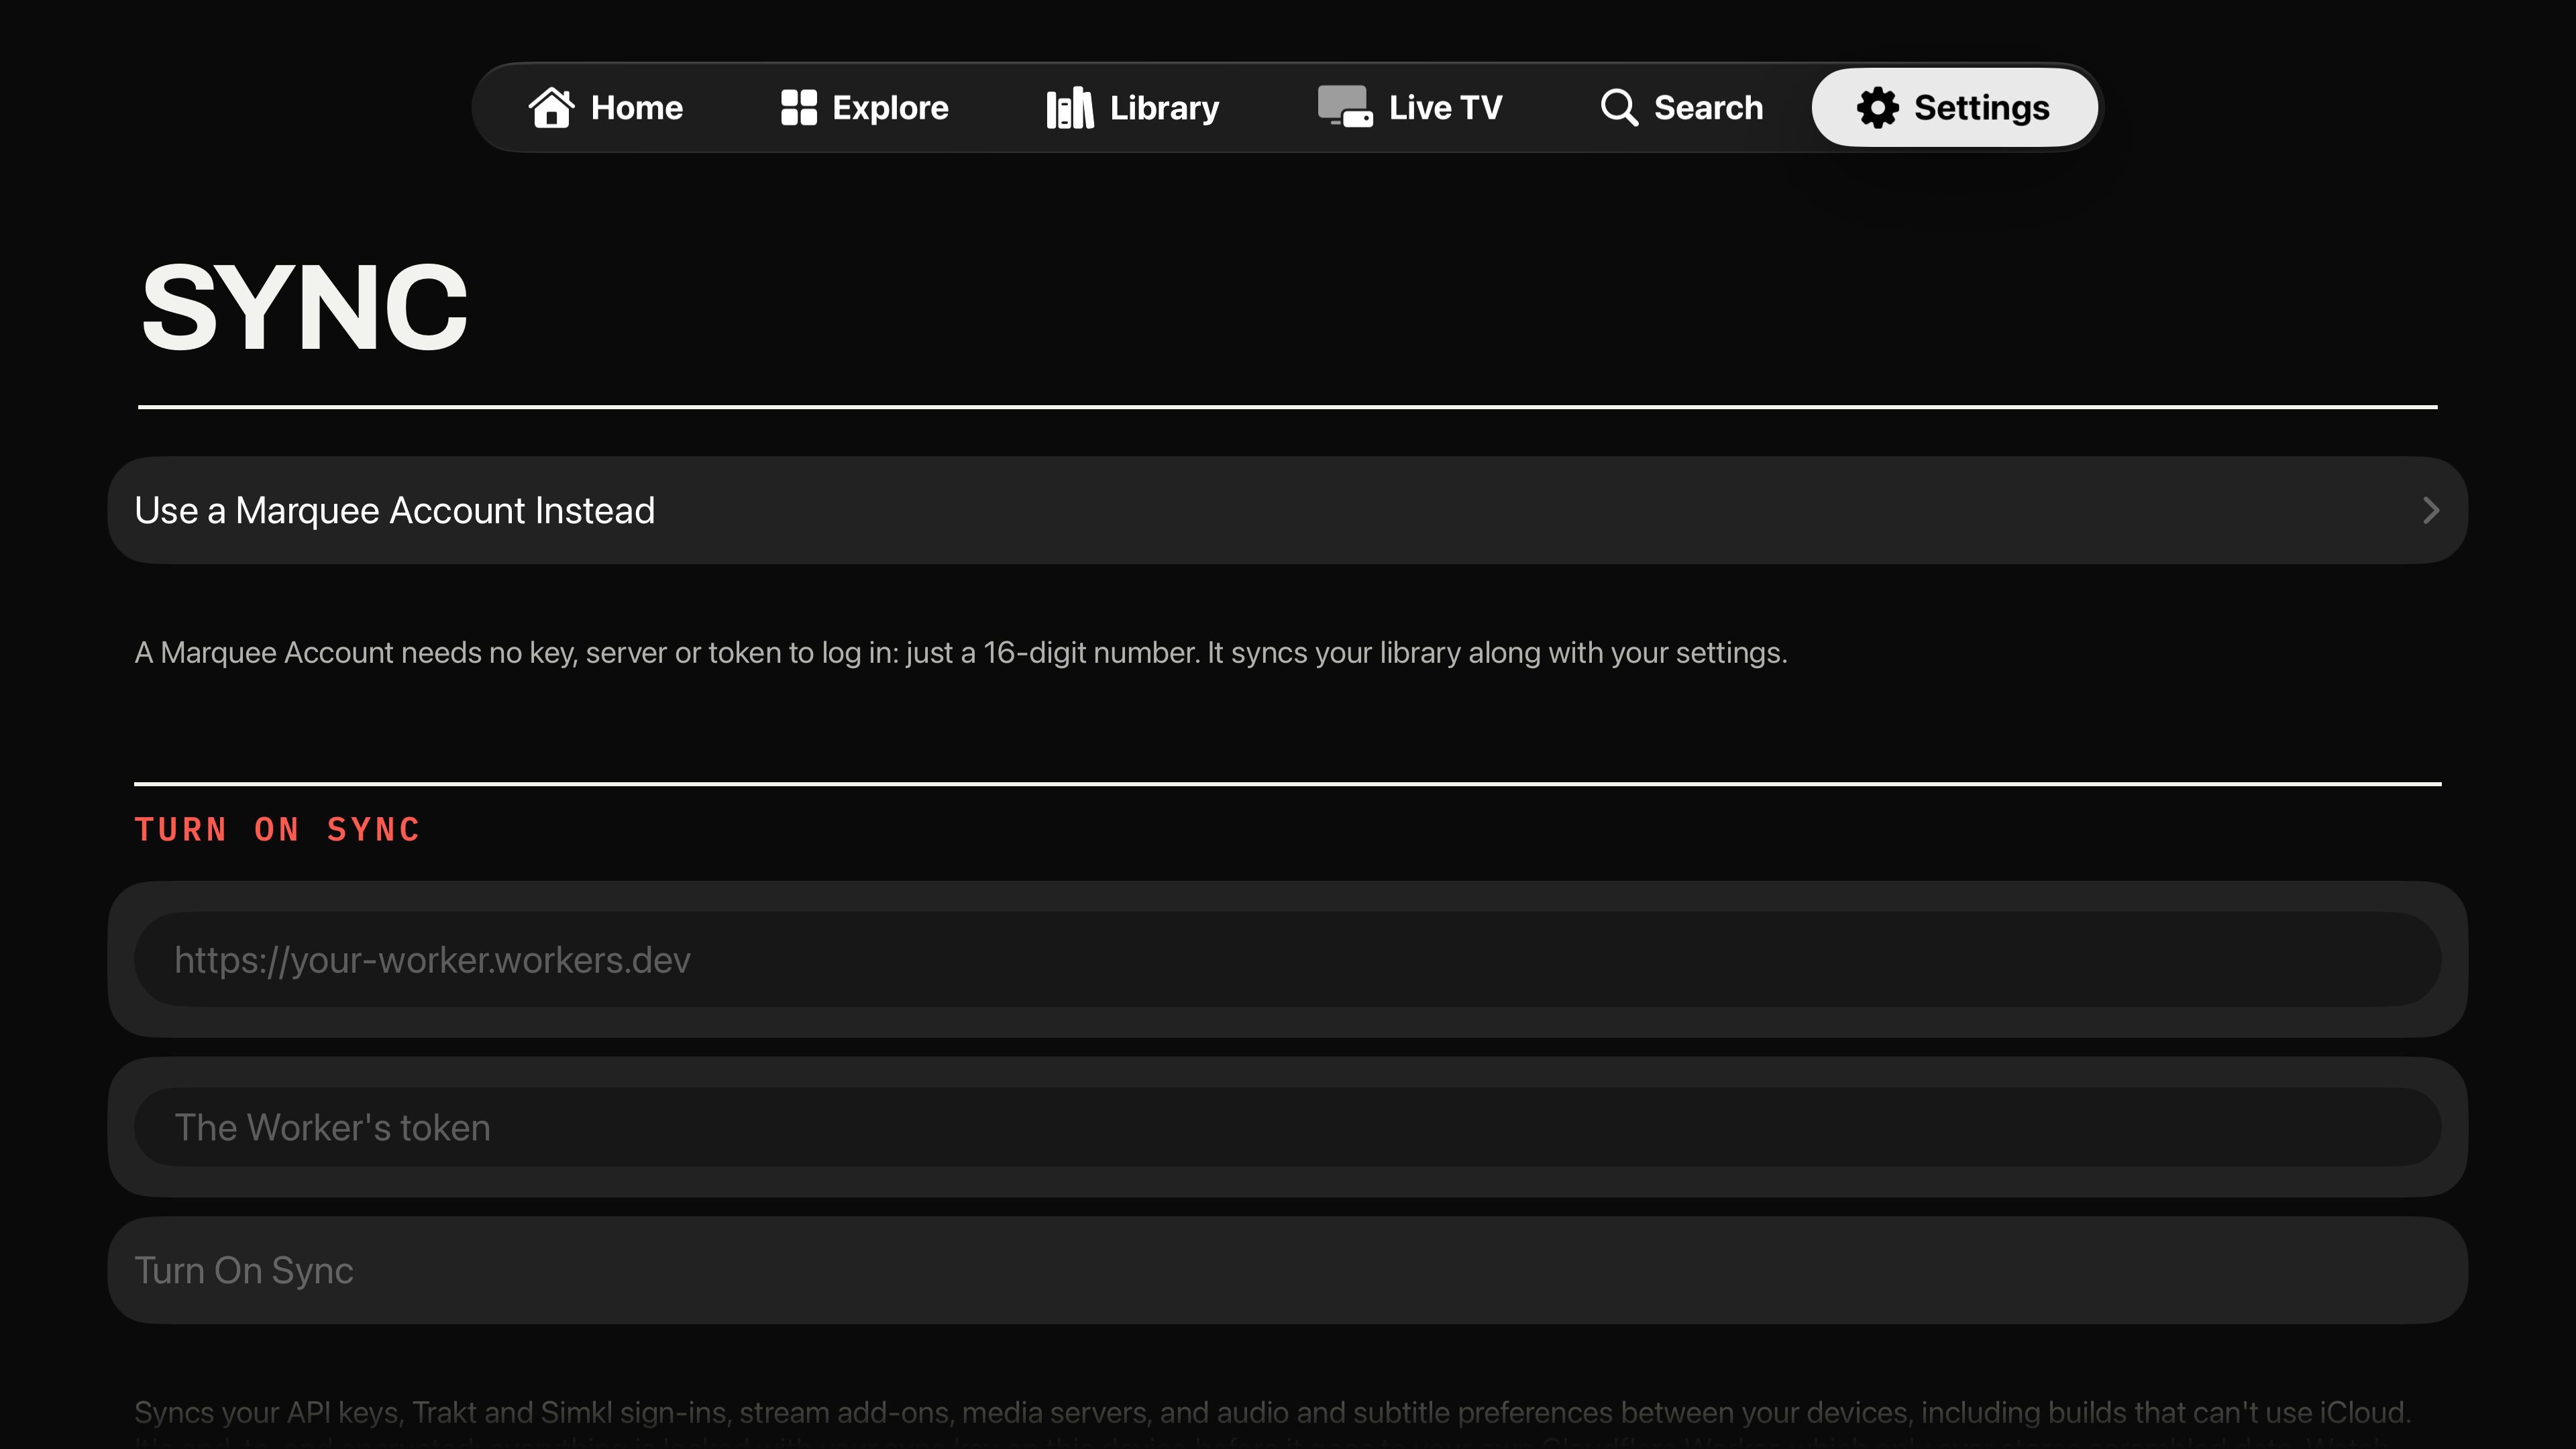 Home
Explore
Library
Live TV
Search
Settings
SYNC
Use a Marquee Account Instead
A Marquee Account needs no key, server or token to log in: just a 16-digit number. It syncs your library along with your settings.
TURN ON SYNC
https://your-worker.workers.dev
The Worker's token
Turn On Sync
Syncs your API keys, Trakt and Simkl sign-ins, stream add-ons, media servers, and audio and subtitle preferences between your devices, including builds that can't use iCloud.